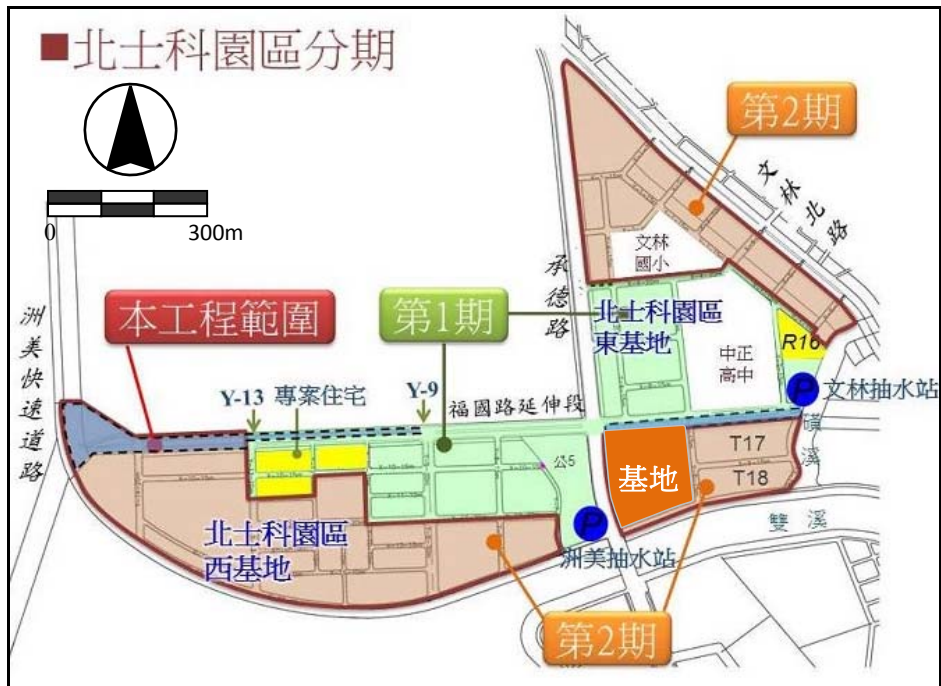 ■北士科園區分期
0 300m
第2期
文林北路
文林
國小
承德路
洲美快速道路
本工程範圍
第1期
北士科園區
東基地
中正
高中
R16
P
文林抽水站
Y-13 專案住宅
Y-9
福國路延伸段
磺溪
公5
基地
T17
T18
北士科園區
西基地
P
洲美抽水站
雙溪
第2期